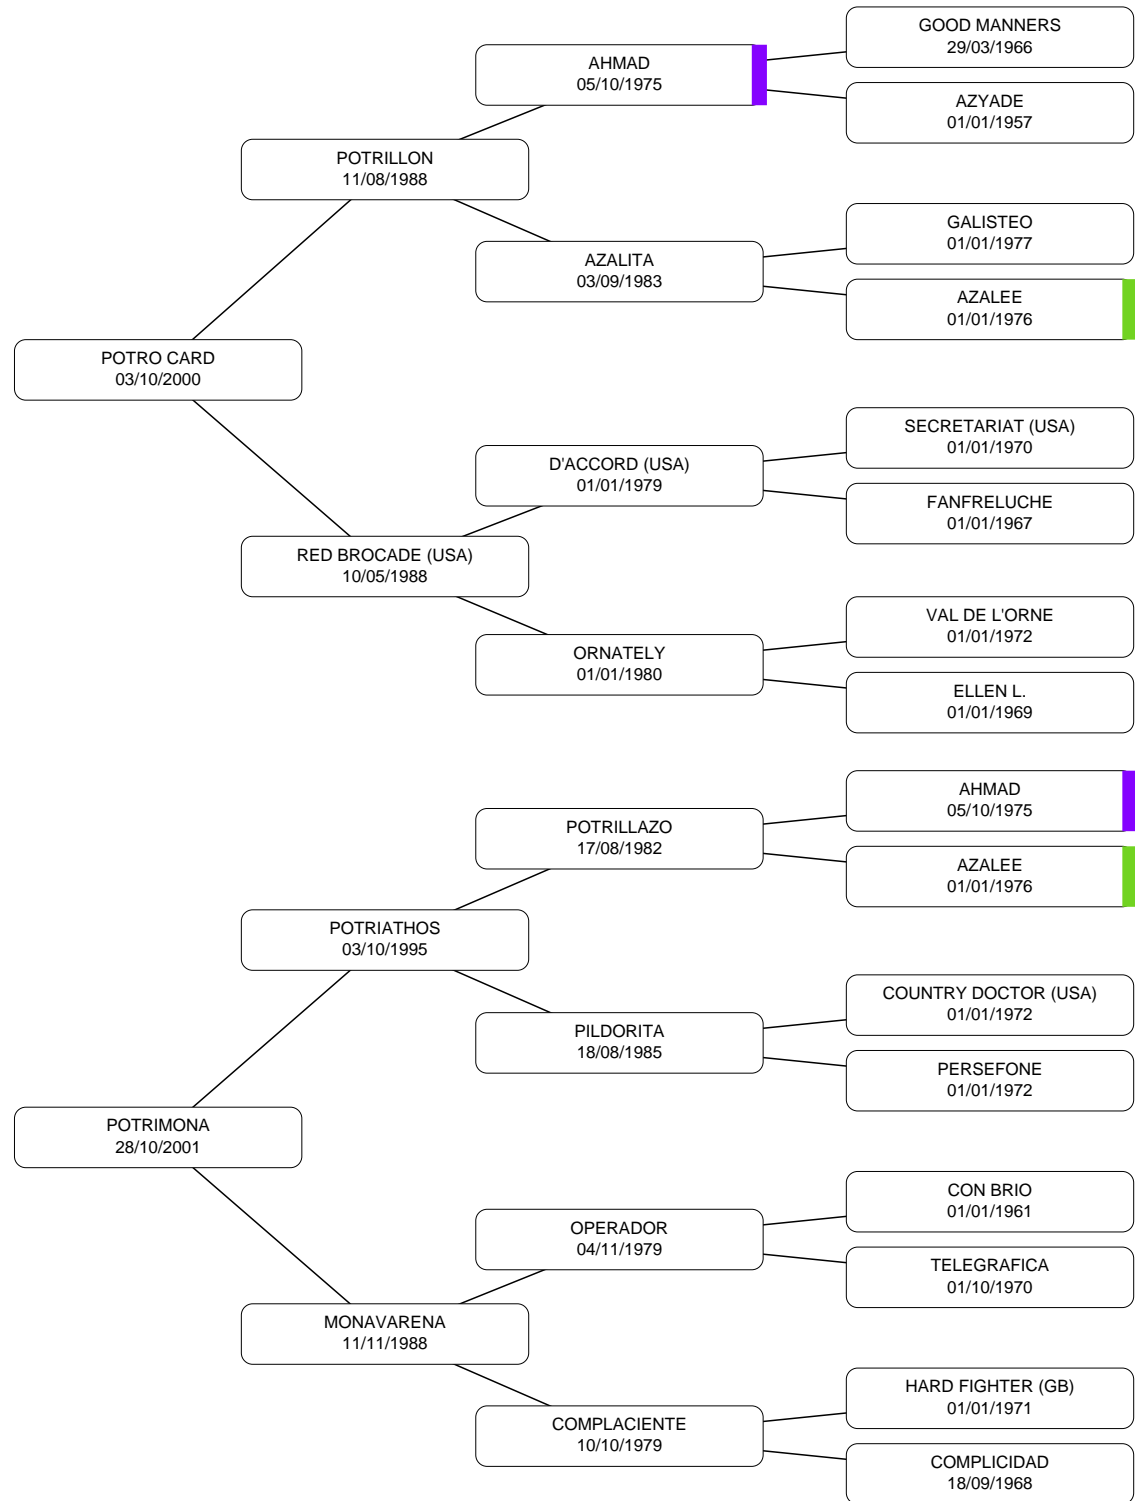 GOOD MANNERS
29/03/1966
AHMAD
05/10/1975
AZYADE
01/01/1957
POTRILLON
11/08/1988
GALISTEO
01/01/1977
AZALITA
03/09/1983
AZALEE
01/01/1976
POTRO CARD
03/10/2000
SECRETARIAT (USA)
01/01/1970
D'ACCORD (USA)
01/01/1979
FANFRELUCHE
01/01/1967
RED BROCADE (USA)
10/05/1988
VAL DE L'ORNE
01/01/1972
ORNATELY
01/01/1980
ELLEN L.
01/01/1969
AHMAD
05/10/1975
POTRILLAZO
17/08/1982
AZALEE
01/01/1976
POTRIATHOS
03/10/1995
COUNTRY DOCTOR (USA)
01/01/1972
PILDORITA
18/08/1985
PERSEFONE
01/01/1972
POTRIMONA
28/10/2001
CON BRIO
01/01/1961
OPERADOR
04/11/1979
TELEGRAFICA
01/10/1970
MONAVARENA
11/11/1988
HARD FIGHTER (GB)
01/01/1971
COMPLACIENTE
10/10/1979
COMPLICIDAD
18/09/1968